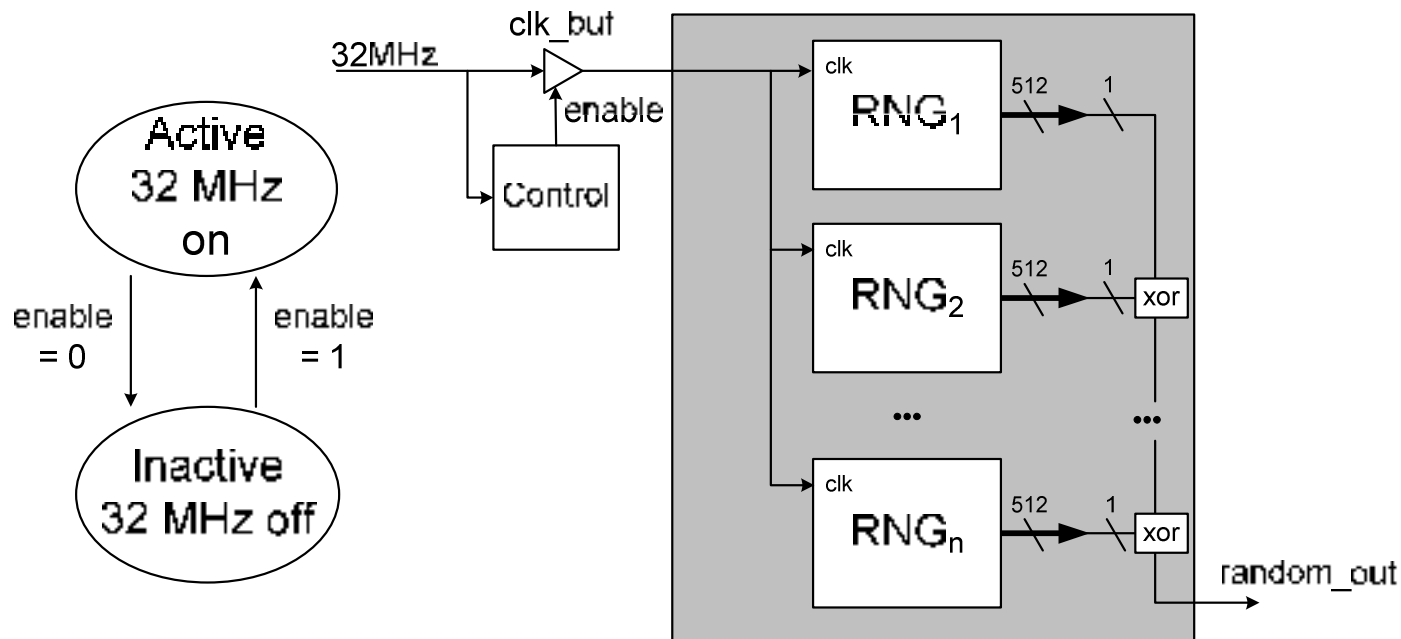 Active
32 MHz
on
enable
= 0
enable
= 1
Inactive
32 MHz off
32MHz
clk_buf
enable
Control
clk
RNG1
512
1
clk
RNG2
512
1
xor
...
...
clk
RNGn
512
1
xor
random_out